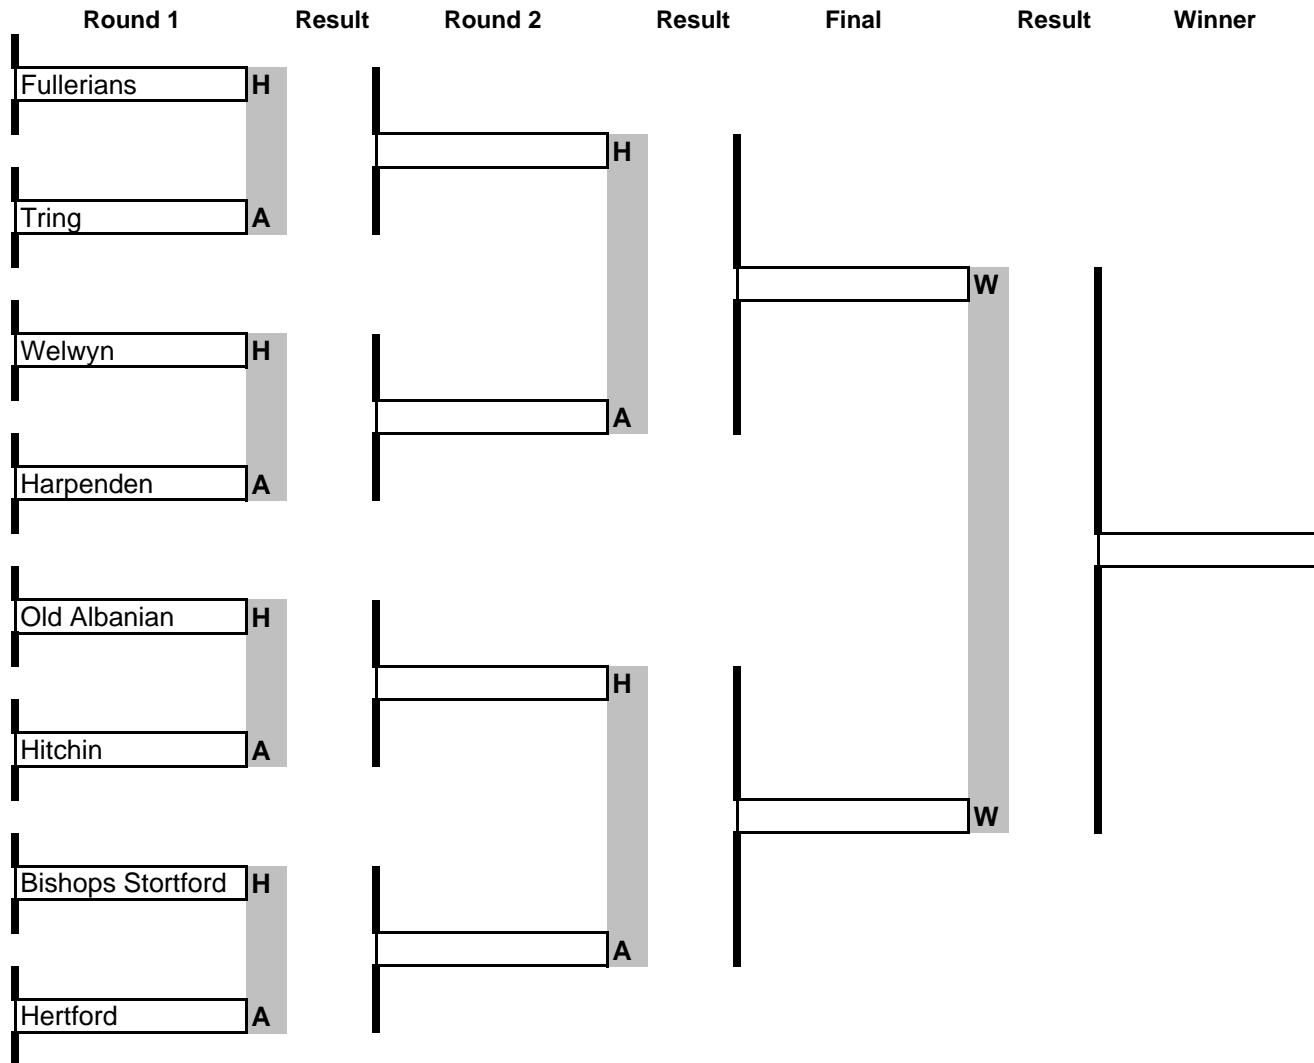 Round 1 Result Round 2 Result Final Result Winner
Fullerians H
H
Tring A
W
Welwyn H
A
Harpenden A
Old Albanian H
H
Hitchin A
W
Bishops Stortford H
A
Hertford A